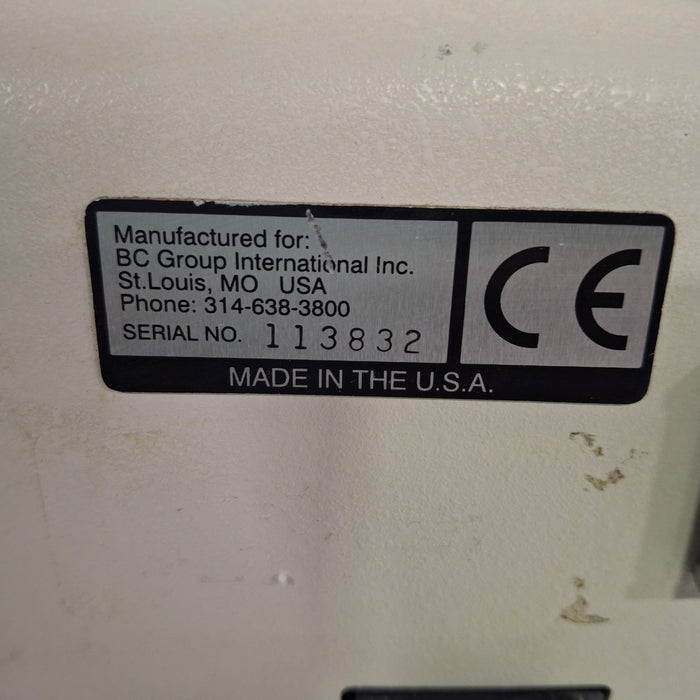 Manufactured for:
BC Group International Inc.
St.Louis, MO USA
Phone: 314-638-3800
SERIAL NO. 113832
CE
MADE IN THE U.S.A.